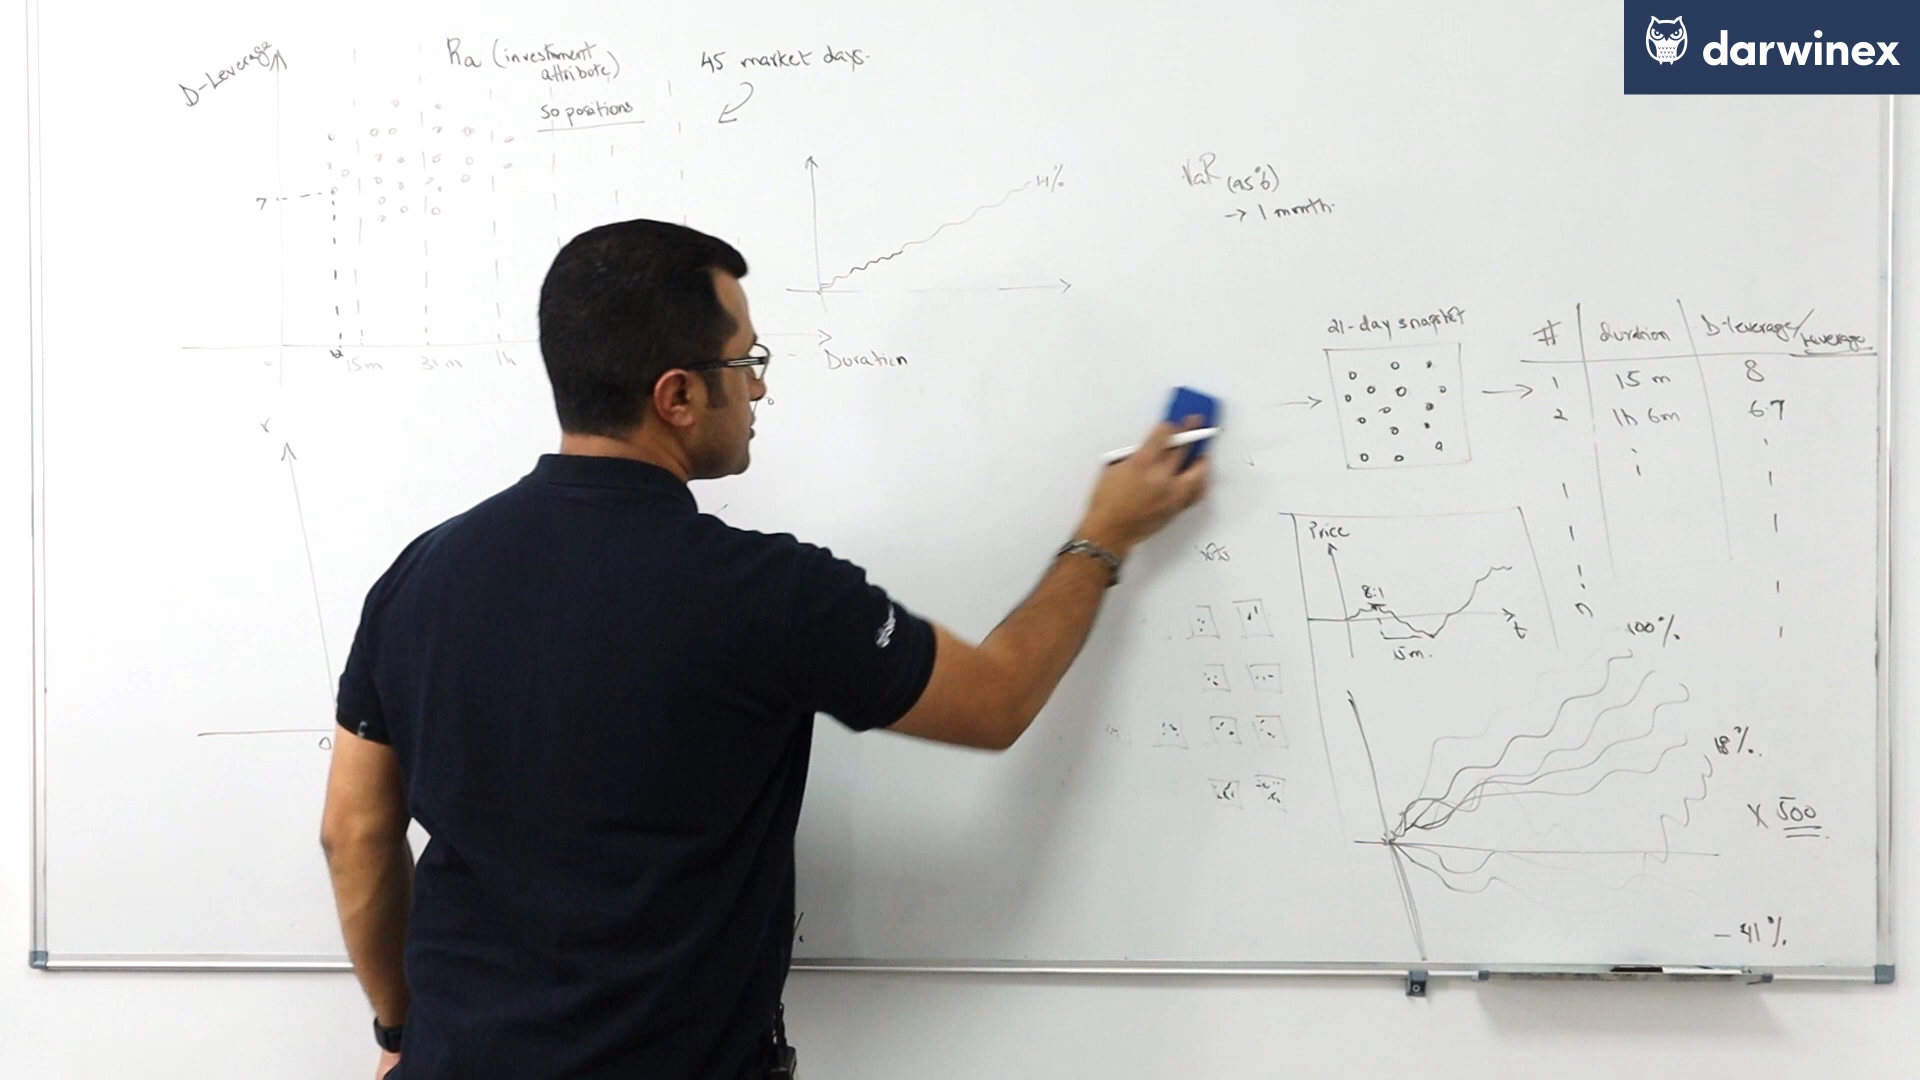 darwinex
D-Leverage
Ra (investment
attribute)
50 positions
45 market days.
7
15m
1h
Duration
14%
VaR (95%)
→ 1 month.
21-day snapshot
# duration D-leverage/
Leverage
1 15 m 8
2 1h 6m 6.7
n
Price
8:1
t
15m.
r
0
100%
18%.
X 500
- 41%